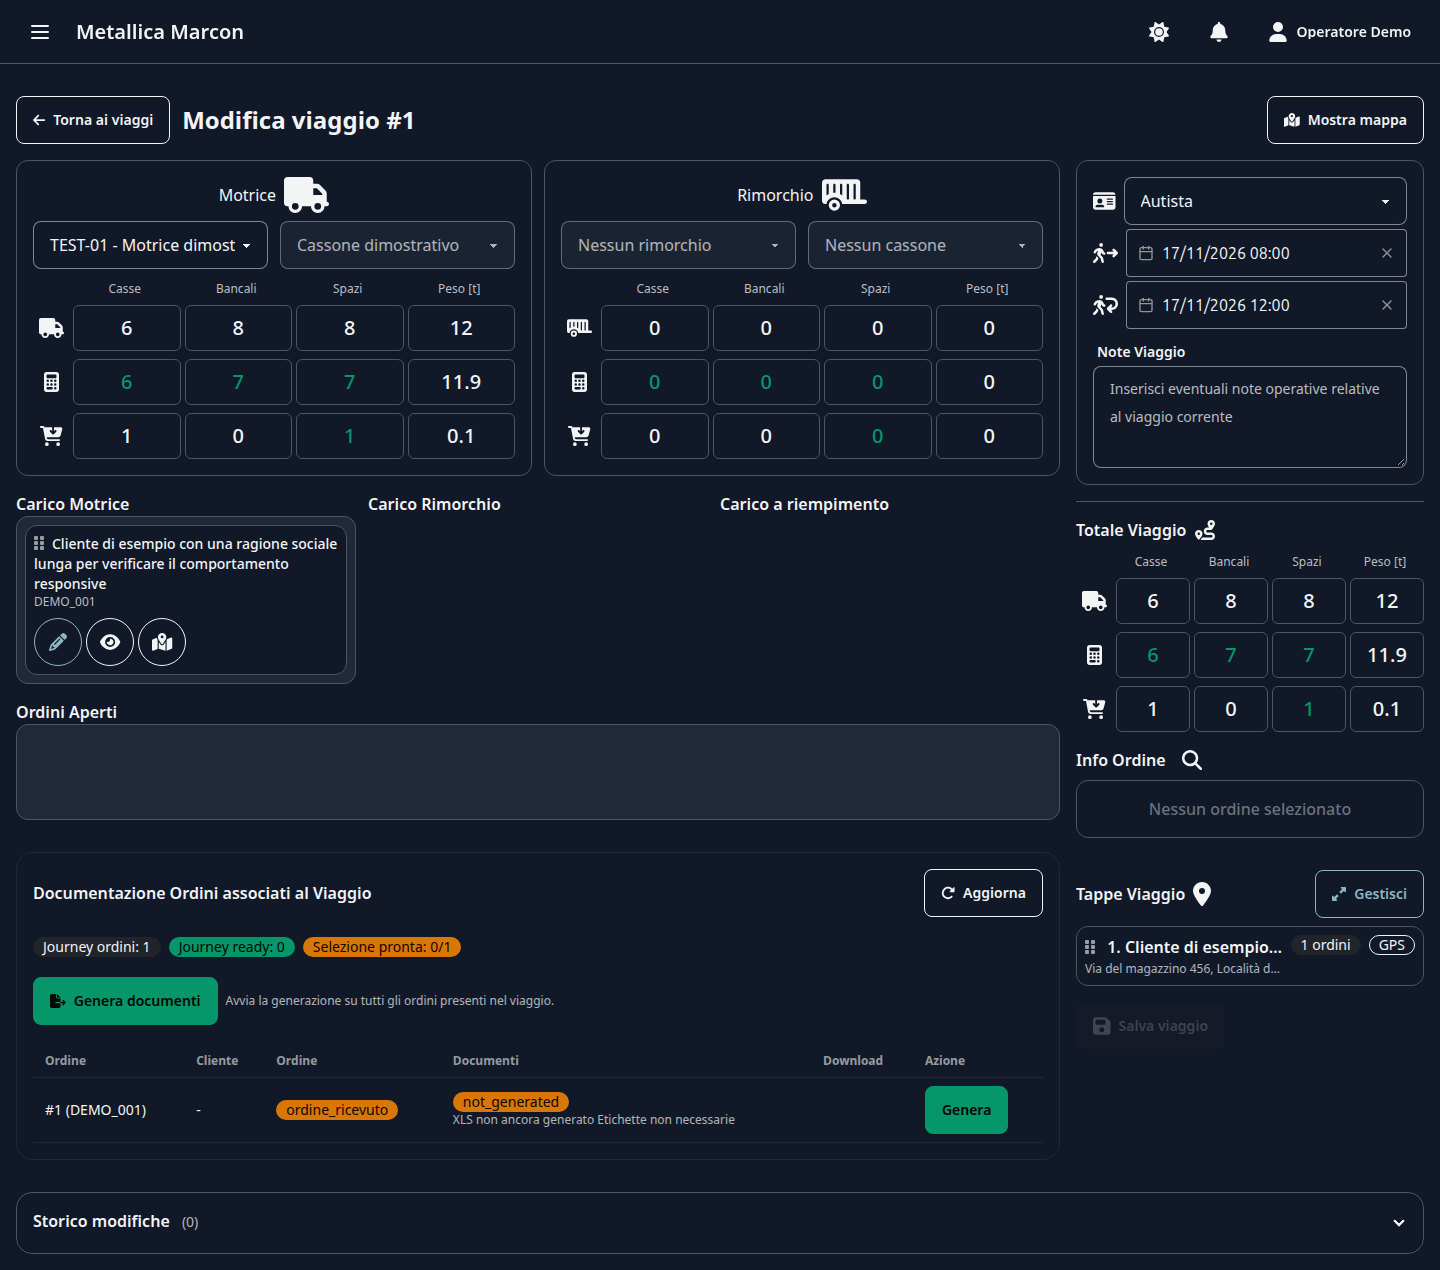 Metallica Marcon
Operatore Demo
Torna ai viaggi
Modifica viaggio #1
Mostra mappa
Motrice
TEST-01 - Motrice dimost
Cassone dimostrativo
Casse Bancali Spazi Peso [t]
6 8 8 12
6 7 7 11.9
1 0 1 0.1
Rimorchio
Nessun rimorchio
Nessun cassone
Casse Bancali Spazi Peso [t]
0 0 0 0
0 0 0 0
0 0 0 0
Autista
17/11/2026 08:00
17/11/2026 12:00
Note Viaggio
Inserisci eventuali note operative relative
al viaggio corrente
Carico Motrice
Cliente di esempio con una ragione sociale
lunga per verificare il comportamento
responsive
DEMO_001
Carico Rimorchio
Carico a riempimento
Totale Viaggio
Casse Bancali Spazi Peso [t]
6 8 8 12
6 7 7 11.9
1 0 1 0.1
Ordini Aperti
Info Ordine
Nessun ordine selezionato
Documentazione Ordini associati al Viaggio
Aggiorna
Journey ordini: 1
Journey ready: 0
Selezione pronta: 0/1
Genera documenti
Avvia la generazione su tutti gli ordini presenti nel viaggio.
Ordine Cliente Ordine Documenti Download Azione
#1 (DEMO_001) - ordine_ricevuto not_generated Genera
XLS non ancora generato Etichette non necessarie
Tappe Viaggio
Gestisci
1. Cliente di esempio... 1 ordini GPS
Via del magazzino 456, Località d...
Salva viaggio
Storico modifiche (0)